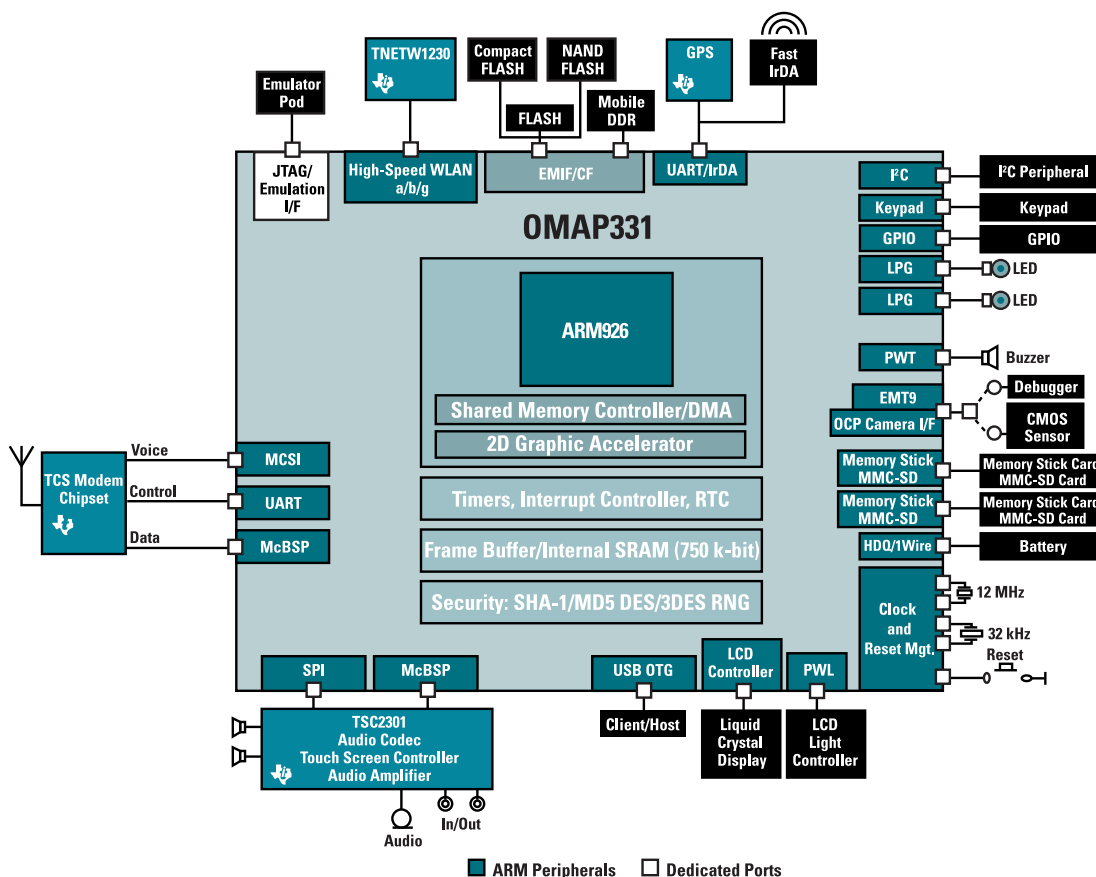 TNETW1230
Compact
FLASH
NAND
FLASH
GPS
Fast
IrDA
Emulator
Pod
FLASH
Mobile
DDR
JTAG/
Emulation
I/F
High-Speed WLAN
a/b/g
EMIF/CF
UART/IrDA
OMAP331
I²C
I²C Peripheral
Keypad
Keypad
GPIO
GPIO
LPG
LED
LPG
LED
ARM926
PWT
Buzzer
EMT9
OCP Camera I/F
Debugger
CMOS
Sensor
Shared Memory Controller/DMA
2D Graphic Accelerator
Memory Stick
MMC-SD
Memory Stick Card
MMC-SD Card
Memory Stick
MMC-SD
Memory Stick Card
MMC-SD Card
TCS Modem
Chipset
Voice
Control
Data
MCSI
UART
McBSP
Timers, Interrupt Controller, RTC
Frame Buffer/Internal SRAM (750 k-bit)
Security: SHA-1/MD5 DES/3DES RNG
HDQ/1Wire
Battery
Clock
and
Reset Mgt.
12 MHz
32 kHz
Reset
SPI
McBSP
USB OTG
LCD
Controller
PWL
TSC2301
Audio Codec
Touch Screen Controller
Audio Amplifier
Client/Host
Liquid
Crystal
Display
LCD
Light
Controller
Audio
In/Out
ARM Peripherals
Dedicated Ports